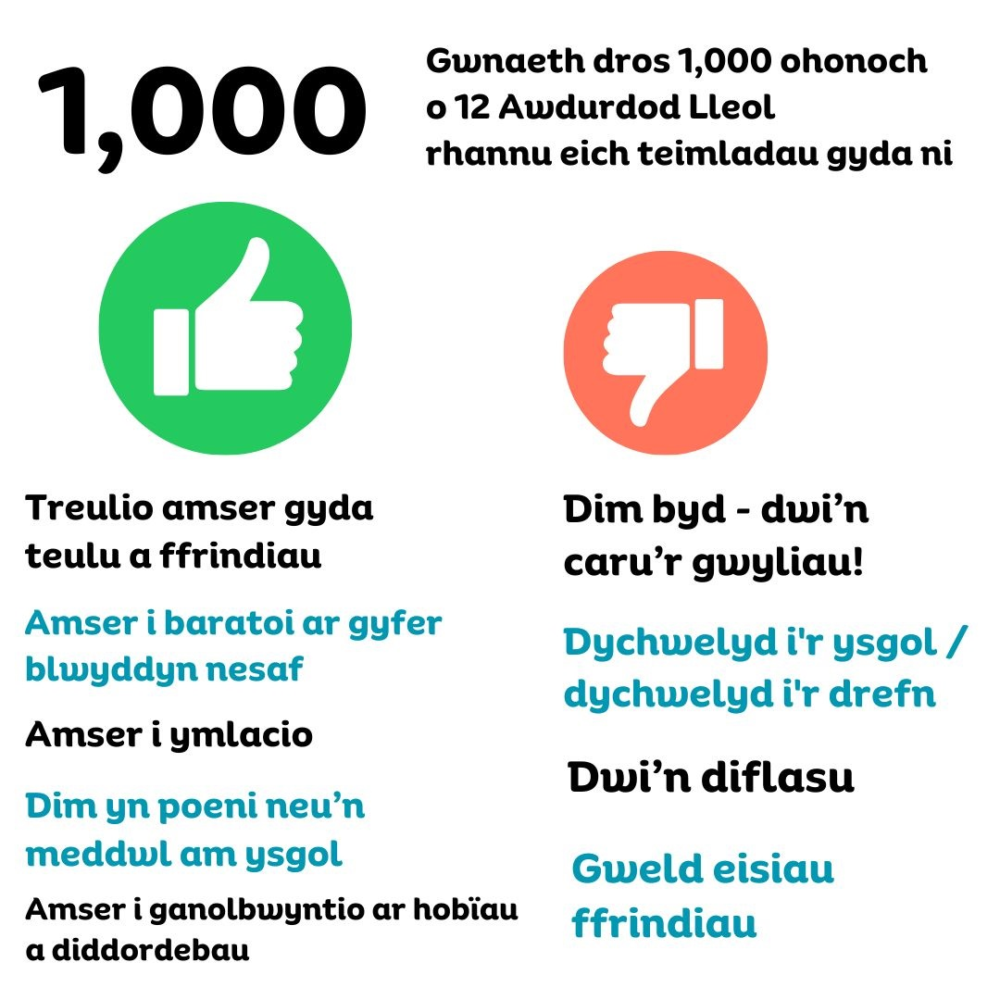 1,000
Gwnaeth dros 1,000 ohonoch
o 12 Awdurdod Lleol
rhannu eich teimladau gyda ni
Treulio amser gyda
teulu a ffrindiau
Amser i baratoi ar gyfer
blwyddyn nesaf
Amser i ymlacio
Dim yn poeni neu’n
meddwl am ysgol
Amser i ganolbwyntio ar hobïau
a diddordebau
Dim byd - dwi’n
caru’r gwyliau!
Dychwelyd i'r ysgol /
dychwelyd i'r drefn
Dwi’n diflasu
Gweld eisiau
ffrindiau